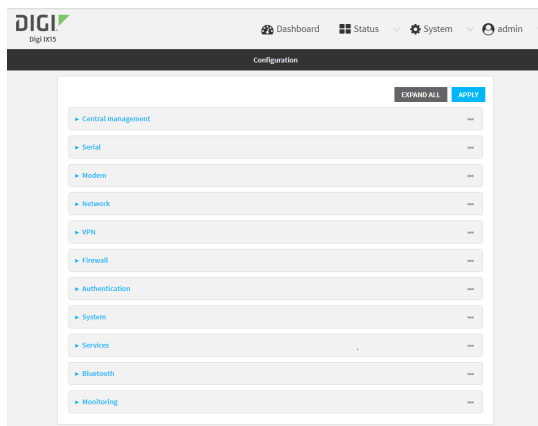 DIGI
Digi IX15
Dashboard Status System admin
Configuration
EXPAND ALL APPLY
Central management
Serial
Modem
Network
VPN
Firewall
Authentication
System
Services
Bluetooth
Monitoring